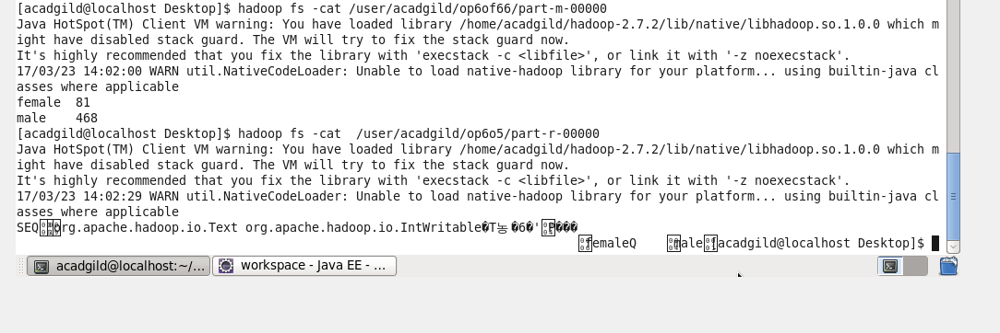 [acadgild@localhost Desktop]$ hadoop fs -cat /user/acadgild/op6of66/part-m-00000
Java HotSpot(TM) Client VM warning: You have loaded library /home/acadgild/hadoop-2.7.2/lib/native/libhadoop.so.1.0.0 which m
ight have disabled stack guard. The VM will try to fix the stack guard now.
It's highly recommended that you fix the library with 'execstack -c <libfile>', or link it with '-z noexecstack'.
17/03/23 14:02:00 WARN util.NativeCodeLoader: Unable to load native-hadoop library for your platform... using builtin-java cl
asses where applicable
female  81
male    468
[acadgild@localhost Desktop]$ hadoop fs -cat  /user/acadgild/op6o5/part-r-00000
Java HotSpot(TM) Client VM warning: You have loaded library /home/acadgild/hadoop-2.7.2/lib/native/libhadoop.so.1.0.0 which m
ight have disabled stack guard. The VM will try to fix the stack guard now.
It's highly recommended that you fix the library with 'execstack -c <libfile>', or link it with '-z noexecstack'.
17/03/23 14:02:29 WARN util.NativeCodeLoader: Unable to load native-hadoop library for your platform... using builtin-java cl
asses where applicable
SEQorg.apache.hadoop.io.Text org.apache.hadoop.io.IntWritable�T농�6�'P���
femaleQ    male[acadgild@localhost Desktop]$
acadgild@localhost:~/...
workspace - Java EE - ...